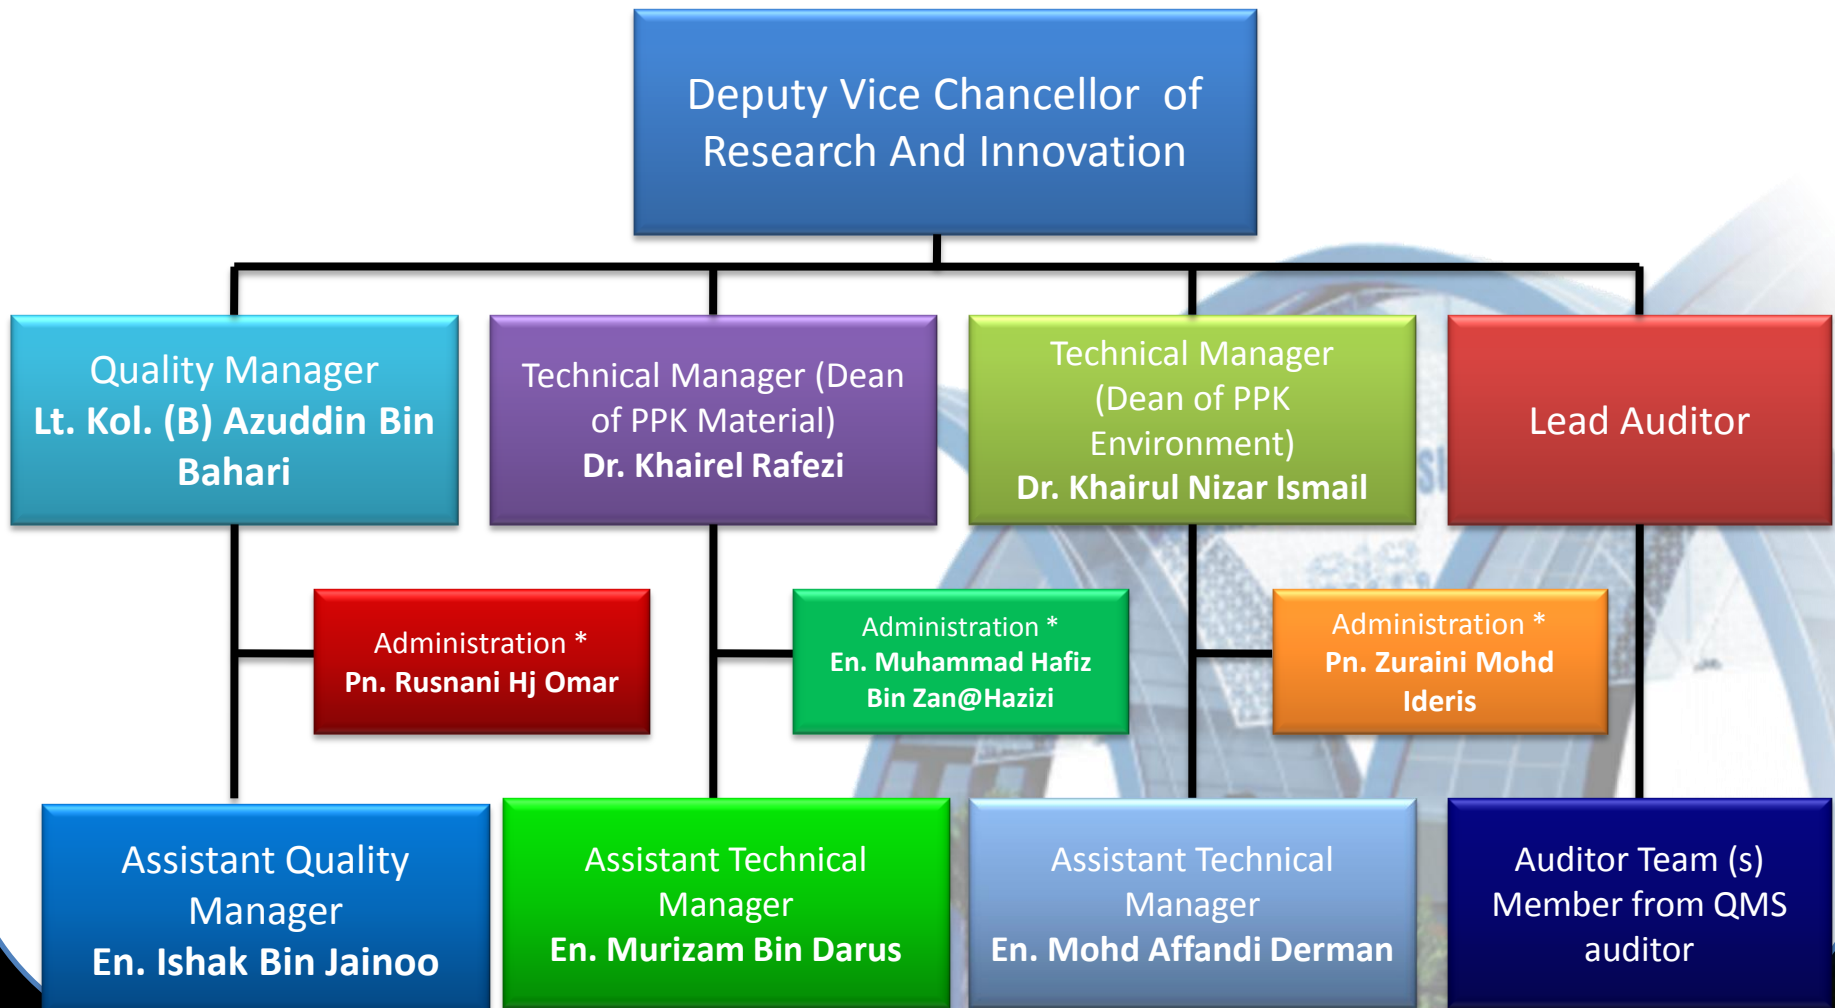 Deputy Vice Chancellor of
Research And Innovation
Quality Manager
Lt. Kol. (B) Azuddin Bin
Bahari
Technical Manager (Dean
of PPK Material)
Dr. Khairel Rafezi
Technical Manager
(Dean of PPK
Environment)
Dr. Khairul Nizar Ismail
Lead Auditor
Administration *
Pn. Rusnani Hj Omar
Administration *
En. Muhammad Hafiz
Bin Zan@Hazizi
Administration *
Pn. Zuraini Mohd
Ideris
Assistant Quality
Manager
En. Ishak Bin Jainoo
Assistant Technical
Manager
En. Murizam Bin Darus
Assistant Technical
Manager
En. Mohd Affandi Derman
Auditor Team (s)
Member from QMS
auditor